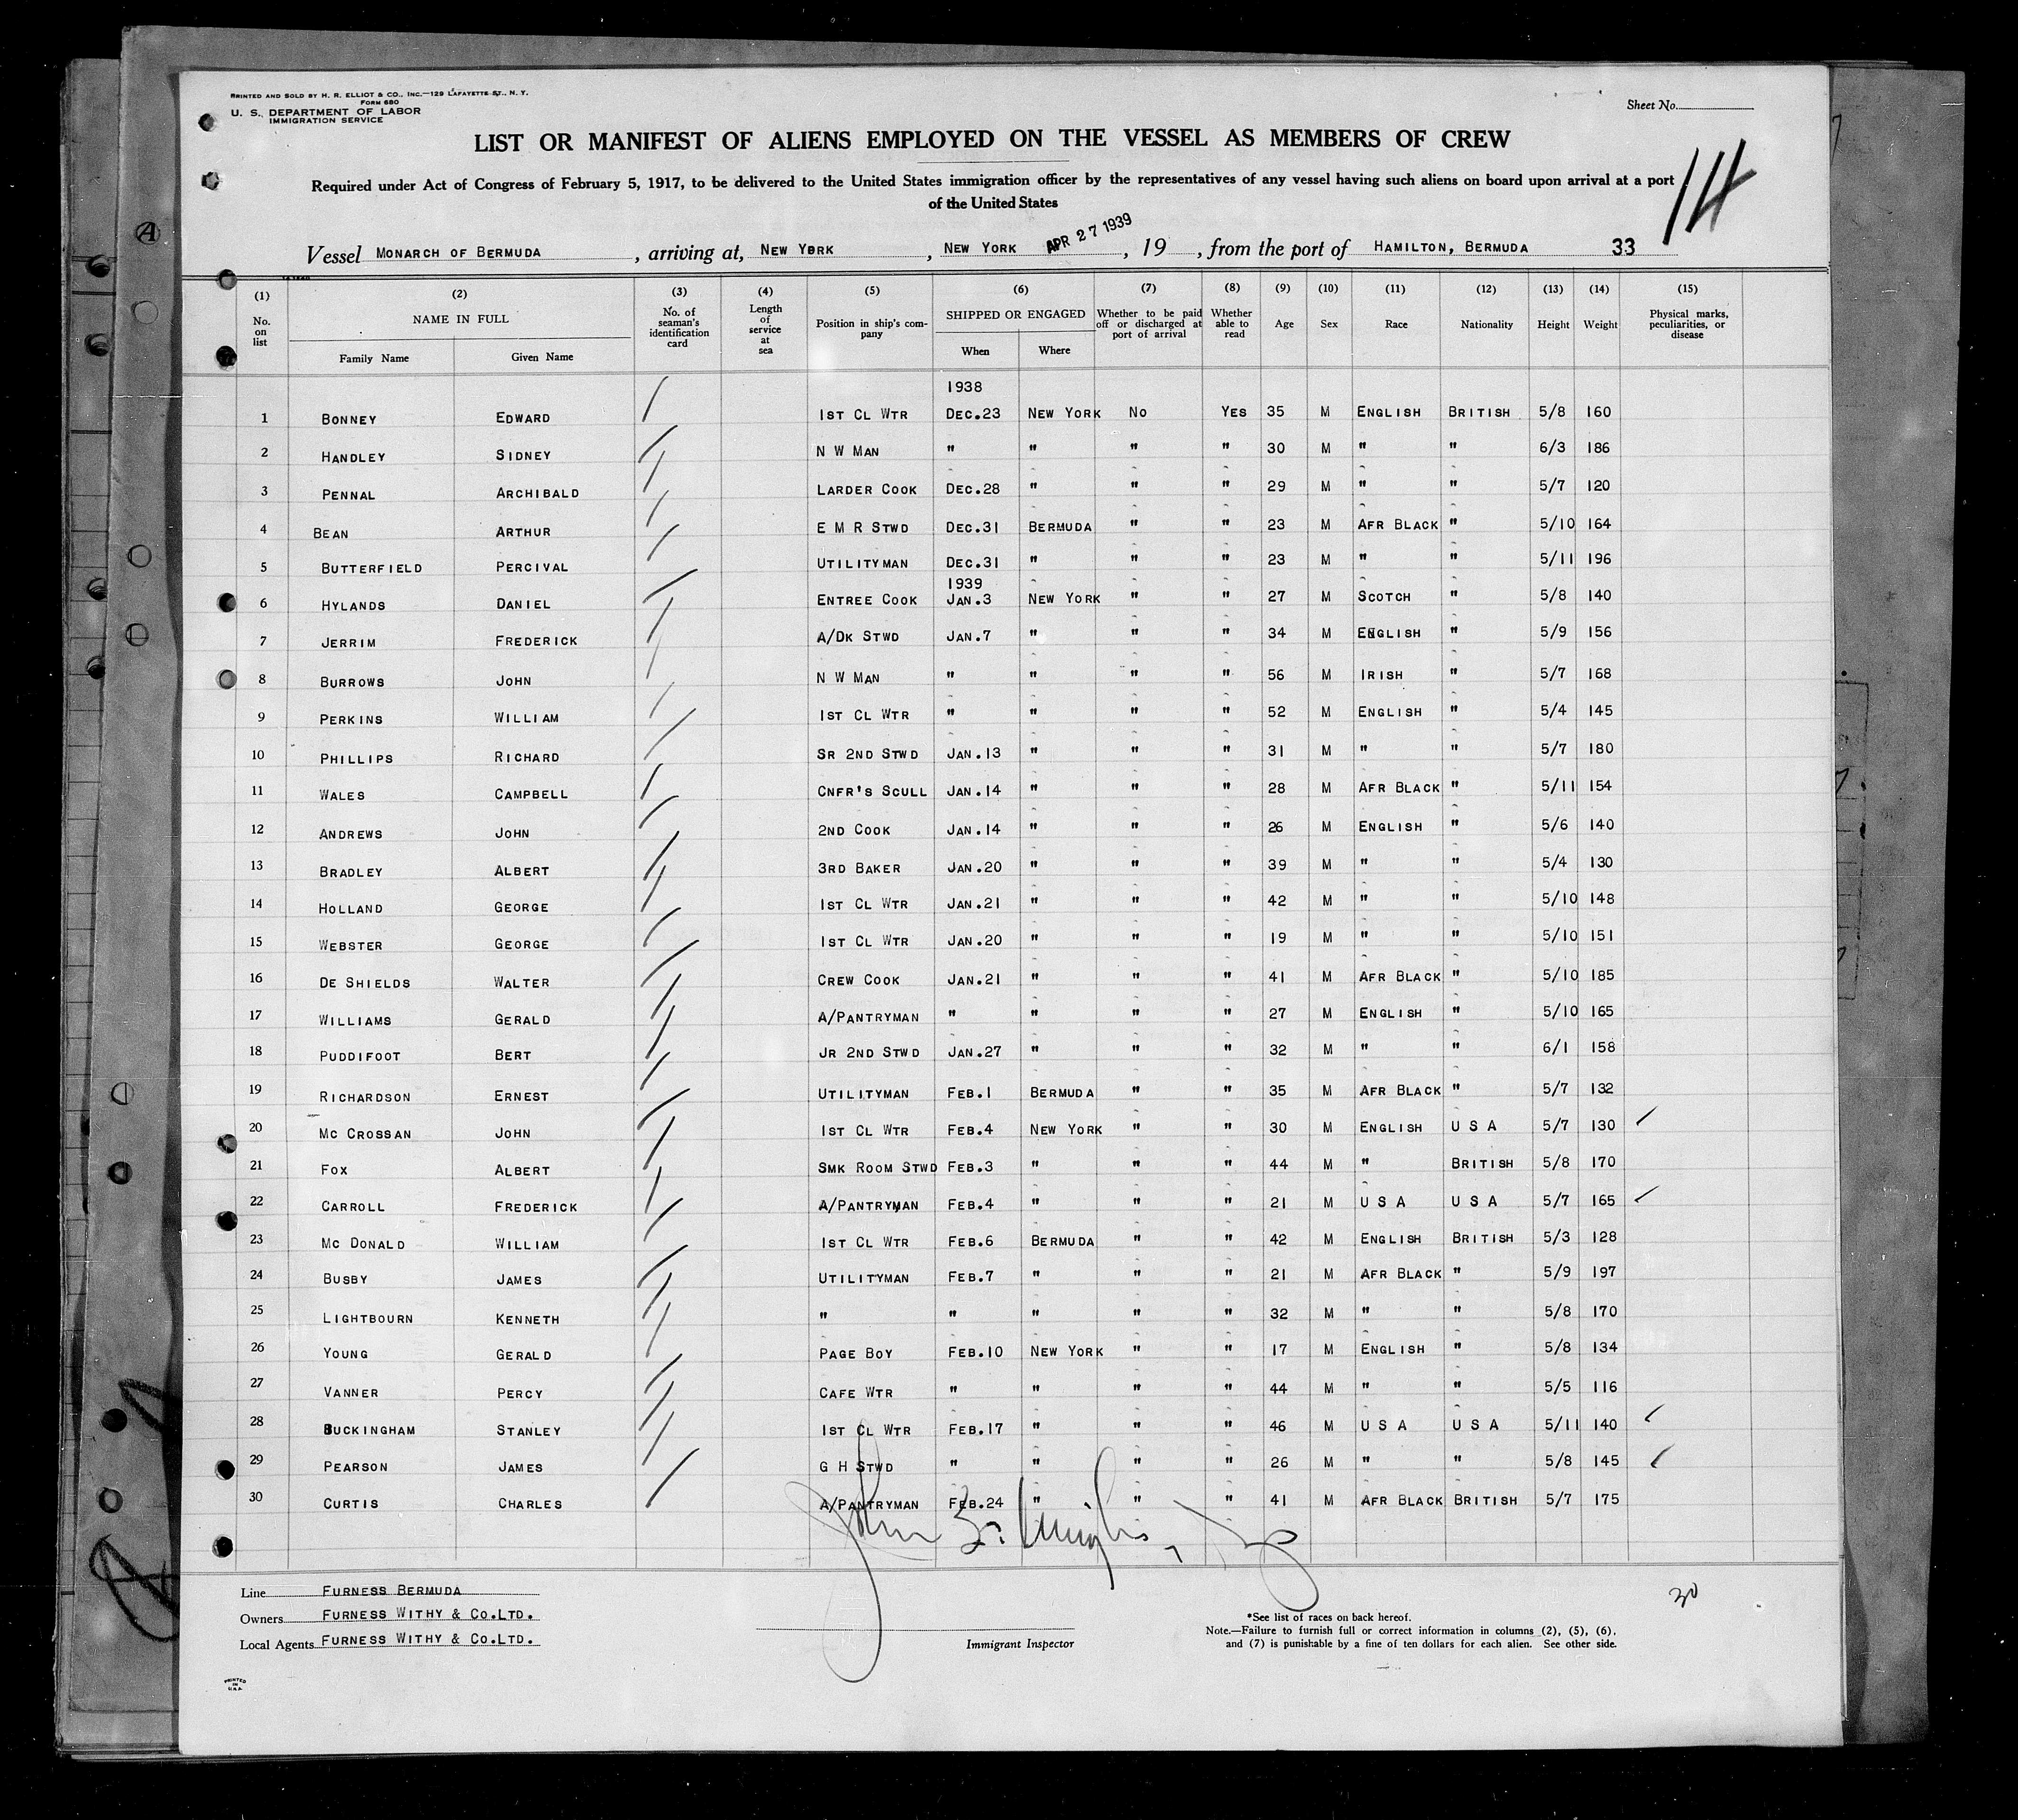 PRINTED AND SOLD BY H. R. ELLIOT & CO., INC.—129 LAFAYETTE ST., N. Y.
FORM 680
U. S. DEPARTMENT OF LABOR
IMMIGRATION SERVICE
Sheet No.
LIST OR MANIFEST OF ALIENS EMPLOYED ON THE VESSEL AS MEMBERS OF CREW
14
Required under Act of Congress of February 5, 1917, to be delivered to the United States immigration officer by the representatives of any vessel having such aliens on board upon arrival at a port
of the United States
Vessel MONARCH OF BERMUDA, arriving at, NEW YORK, NEW YORK APR 27 1939, 19, from the port of HAMILTON, BERMUDA 33
(1) (2) (3) (4) (5) (6) (7) (8) (9) (10) (11) (12) (13) (14) (15)
No. on list NAME IN FULL No. of seaman's identification card Length of service at sea Position in ship's company SHIPPED OR ENGAGED Whether to be paid off or discharged at port of arrival Whether able to read Age Sex Race Nationality Height Weight Physical marks, peculiarities, or disease
Family Name Given Name When Where
1938
1 BONNEY EDWARD 1ST CL WTR DEC.23 NEW YORK NO YES 35 M ENGLISH BRITISH 5/8 160
2 HANDLEY SIDNEY N W MAN " " " " 30 M " " 6/3 186
3 PENNAL ARCHIBALD LARDER COOK DEC.28 " " " 29 M " " 5/7 120
4 BEAN ARTHUR E M R STWD DEC.31 BERMUDA " " 23 M AFR BLACK " 5/10 164
5 BUTTERFIELD PERCIVAL UTILITYMAN DEC.31 " " " 23 M " " 5/11 196
1939
6 HYLANDS DANIEL ENTREE COOK JAN.3 NEW YORK " " 27 M SCOTCH " 5/8 140
7 JERRIM FREDERICK A/DK STWD JAN.7 " " " 34 M ENGLISH " 5/9 156
8 BURROWS JOHN N W MAN " " " " 56 M IRISH " 5/7 168
9 PERKINS WILLIAM 1ST CL WTR " " " " 52 M ENGLISH " 5/4 145
10 PHILLIPS RICHARD SR 2ND STWD JAN.13 " " " 31 M " " 5/7 180
11 WALES CAMPBELL CNFR'S SCULL JAN.14 " " " 28 M AFR BLACK " 5/11 154
12 ANDREWS JOHN 2ND COOK JAN.14 " " " 26 M ENGLISH " 5/6 140
13 BRADLEY ALBERT 3RD BAKER JAN.20 " " " 39 M " " 5/4 130
14 HOLLAND GEORGE 1ST CL WTR JAN.21 " " " 42 M " " 5/10 148
15 WEBSTER GEORGE 1ST CL WTR JAN.20 " " " 19 M " " 5/10 151
16 DE SHIELDS WALTER CREW COOK JAN.21 " " " 41 M AFR BLACK " 5/10 185
17 WILLIAMS GERALD A/PANTRYMAN " " " " 27 M ENGLISH " 5/10 165
18 PUDDIFOOT BERT JR 2ND STWD JAN.27 " " " 32 M " " 6/1 158
19 RICHARDSON ERNEST UTILITYMAN FEB.1 BERMUDA " " 35 M AFR BLACK " 5/7 132
20 MC CROSSAN JOHN 1ST CL WTR FEB.4 NEW YORK " " 30 M ENGLISH U S A 5/7 130 ✓
21 FOX ALBERT SMK ROOM STWD FEB.3 " " " 44 M " BRITISH 5/8 170
22 CARROLL FREDERICK A/PANTRYMAN FEB.4 " " " 21 M U S A U S A 5/7 165 ✓
23 MC DONALD WILLIAM 1ST CL WTR FEB.6 BERMUDA " " 42 M ENGLISH BRITISH 5/3 128
24 BUSBY JAMES UTILITYMAN FEB.7 " " " 21 M AFR BLACK " 5/9 197
25 LIGHTBOURN KENNETH " " " " " 32 M " " 5/8 170
26 YOUNG GERALD PAGE BOY FEB.10 NEW YORK " " 17 M ENGLISH " 5/8 134
27 VANNER PERCY CAFE WTR " " " " 44 M " " 5/5 116
28 BUCKINGHAM STANLEY 1ST CL WTR FEB.17 " " " 46 M U S A U S A 5/11 140 ✓
29 PEARSON JAMES G H STWD " " " " 26 M " " 5/8 145 ✓
30 CURTIS CHARLES A/PANTRYMAN FEB.24 " " " 41 M AFR BLACK BRITISH 5/7 175
John
Line FURNESS BERMUDA
Owners FURNESS WITHY & CO.LTD.
Local Agents FURNESS WITHY & CO.LTD.
Immigrant Inspector
30
*See list of races on back hereof.
Note.—Failure to furnish full or correct information in columns (2), (5), (6),
and (7) is punishable by a fine of ten dollars for each alien. See other side.
PRINTED IN U.S.A.